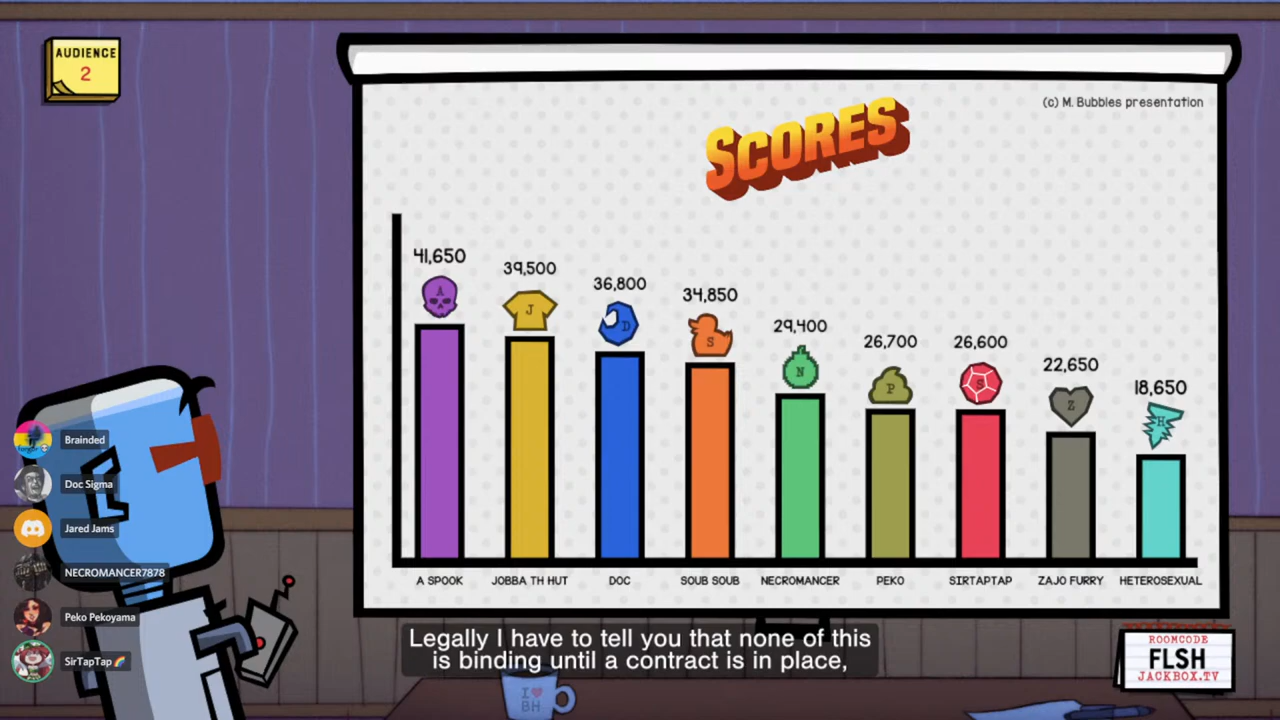 AUDIENCE
2
(c) M. Bubbles presentation
SCORES
41,650
39,500
36,800
34,850
29,400
26,700
26,600
22,650
18,650
A
J
D
S
N
P
S
Z
H
A SPOOK
JOBBA TH HUT
DOC
SOUB SOUB
NECROMANCER
PEKO
SIRTAPTAP
ZAJO FURRY
HETEROSEXUAL
Brainded
Doc Sigma
Jared Jams
NECROMANCER7878
Peko Pekoyama
SirTapTap 🌈
Legally I have to tell you that none of this
is binding until a contract is in place,
I ♥
BH
ROOMCODE
FLSH
JACKBOX.TV